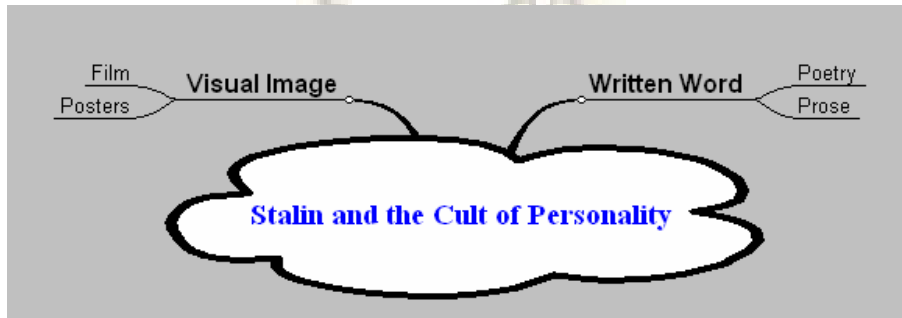 Film
Posters
Visual Image
Written Word
Poetry
Prose
Stalin and the Cult of Personality